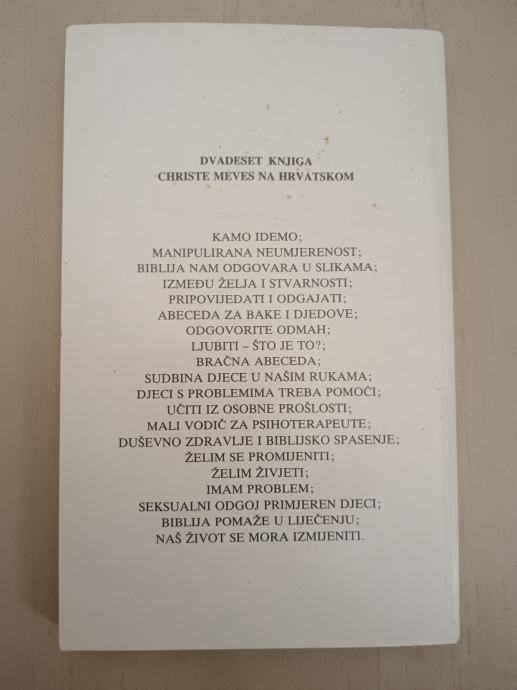 DVADESET KNJIGA
CHRISTE MEVES NA HRVATSKOM
KAMO IDEMO;
MANIPULIRANA NEUMJERENOST;
BIBLIJA NAM ODGOVARA U SLIKAMA;
IZMEĐU ŽELJA I STVARNOSTI;
PRIPOVIJEDATI I ODGAJATI;
ABECEDA ZA BAKE I DJEDOVE;
ODGOVORITE ODMAH;
LJUBITI – ŠTO JE TO?;
BRAČNA ABECEDA;
SUDBINA DJECE U NAŠIM RUKAMA;
DJECI S PROBLEMIMA TREBA POMOĆI;
UČITI IZ OSOBNE PROŠLOSTI;
MALI VODIČ ZA PSIHOTERAPEUTE;
DUŠEVNO ZDRAVLJE I BIBLIJSKO SPASENJE;
ŽELIM SE PROMIJENITI;
ŽELIM ŽIVJETI;
IMAM PROBLEM;
SEKSUALNI ODGOJ PRIMJEREN DJECI;
BIBLIJA POMAŽE U LIJEČENJU;
NAŠ ŽIVOT SE MORA IZMIJENITI.